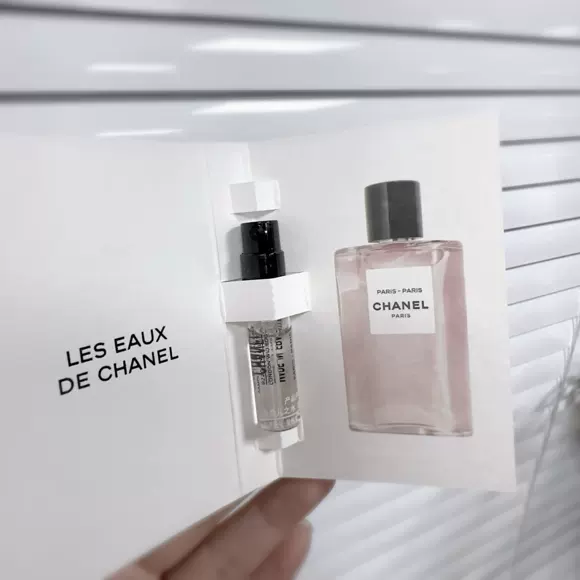 LES EAUX
DE CHANEL
PARIS - PARIS
CHANEL
PARIS